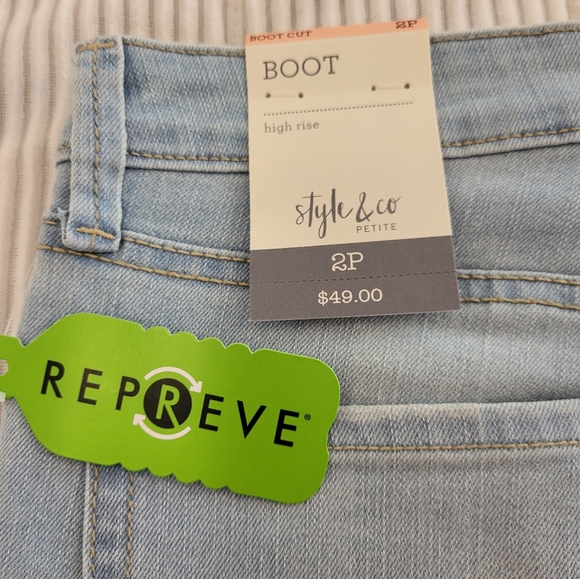 BOOT CUT 2P
BOOT
high rise
style & co
PETITE
2P
$49.00
REPREVE®